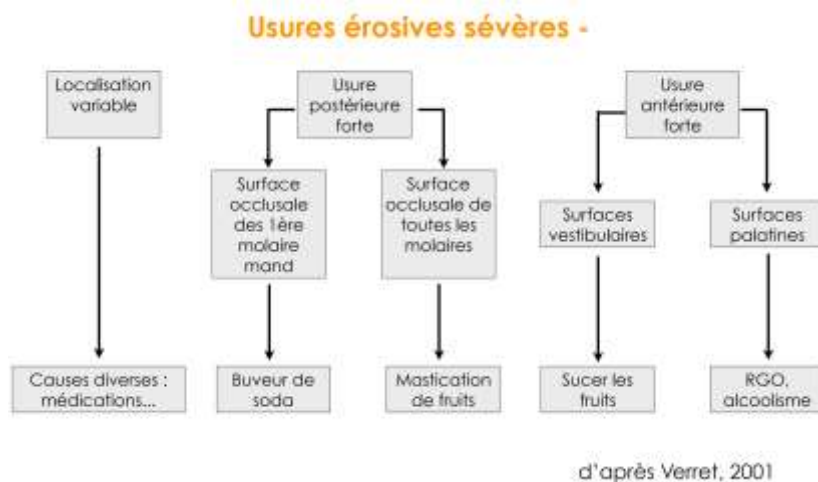 Usures érosives sévères -
Localisation
variable
Usure
postérieure
forte
Usure
antérieure
forte
Surface
occlusale
des 1ère
molaire
mand
Surface
occlusale de
toutes les
molaires
Surfaces
vestibulaires
Surfaces
palatines
Causes diverses :
médications...
Buveur de
soda
Mastication
de fruits
Sucer les
fruits
RGO,
alcoolisme
d'après Verret, 2001